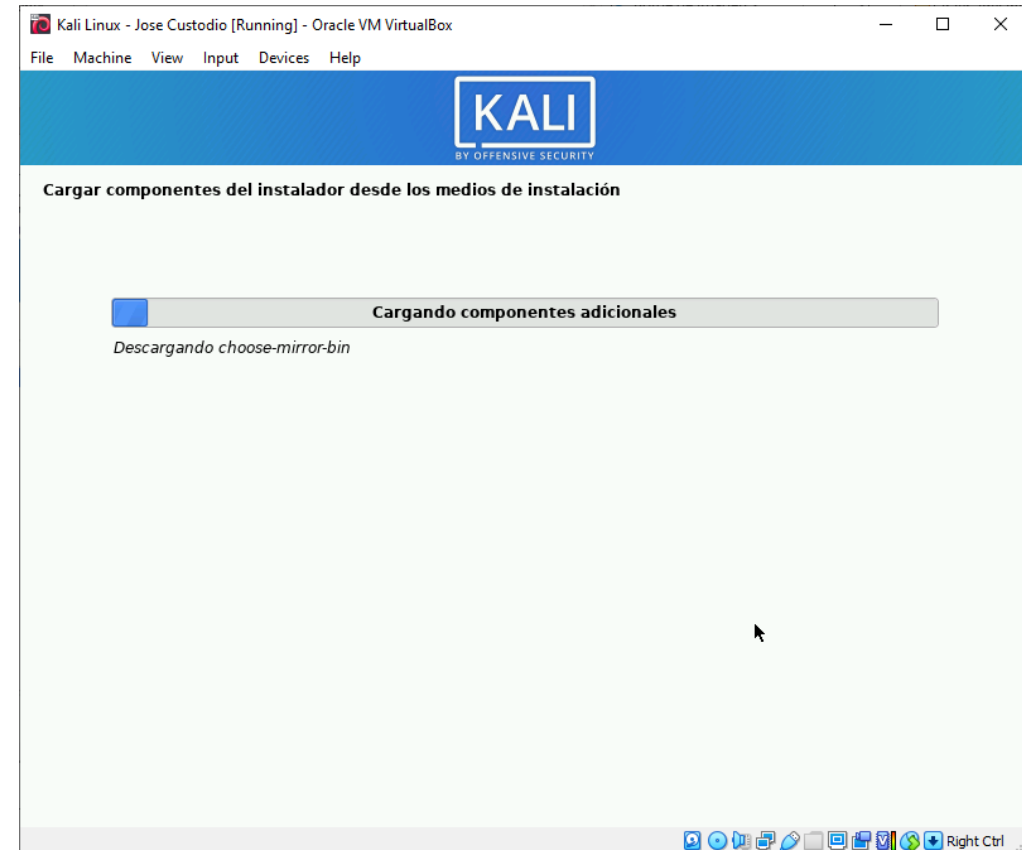 Kali Linux - Jose Custodio [Running] - Oracle VM VirtualBox
File Machine View Input Devices Help
KALI
BY OFFENSIVE SECURITY
Cargar componentes del instalador desde los medios de instalación
Cargando componentes adicionales
Descargando choose-mirror-bin
Right Ctrl